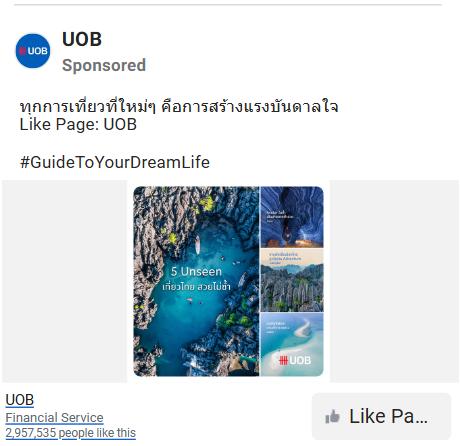 UOB
UOB
Sponsored
ทุกการเที่ยวที่ใหม่ๆ คือการสร้างแรงบันดาลใจ
Like Page: UOB
#GuideToYourDreamLife
5 Unseen
เที่ยวไทย สวยไม่ซ้ำ
UOB
UOB
Financial Service
2,957,535 people like this
Like Pa...